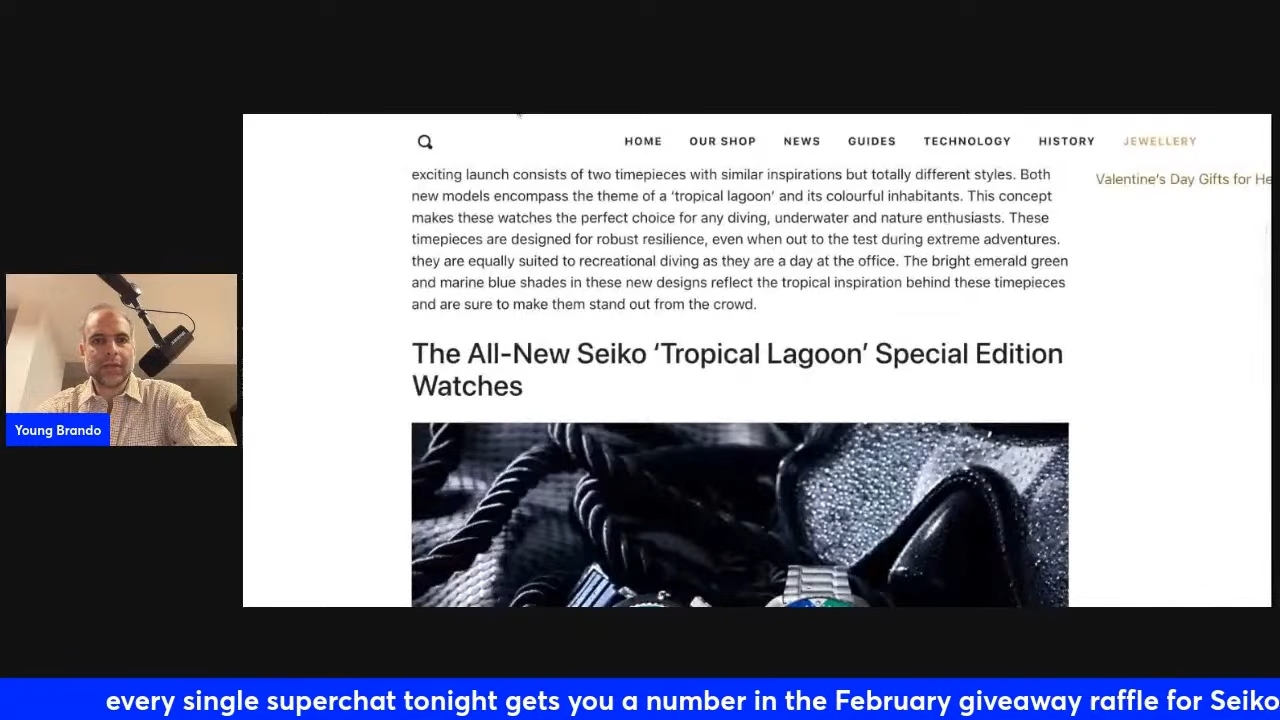 HOME OUR SHOP NEWS GUIDES TECHNOLOGY HISTORY JEWELLERY
exciting launch consists of two timepieces with similar inspirations but totally different styles. Both
new models encompass the theme of a ‘tropical lagoon’ and its colourful inhabitants. This concept
makes these watches the perfect choice for any diving, underwater and nature enthusiasts. These
timepieces are designed for robust resilience, even when out to the test during extreme adventures.
they are equally suited to recreational diving as they are a day at the office. The bright emerald green
and marine blue shades in these new designs reflect the tropical inspiration behind these timepieces
and are sure to make them stand out from the crowd.
Valentine's Day Gifts for He
The All-New Seiko ‘Tropical Lagoon’ Special Edition
Watches
Young Brando
every single superchat tonight gets you a number in the February giveaway raffle for Seiko